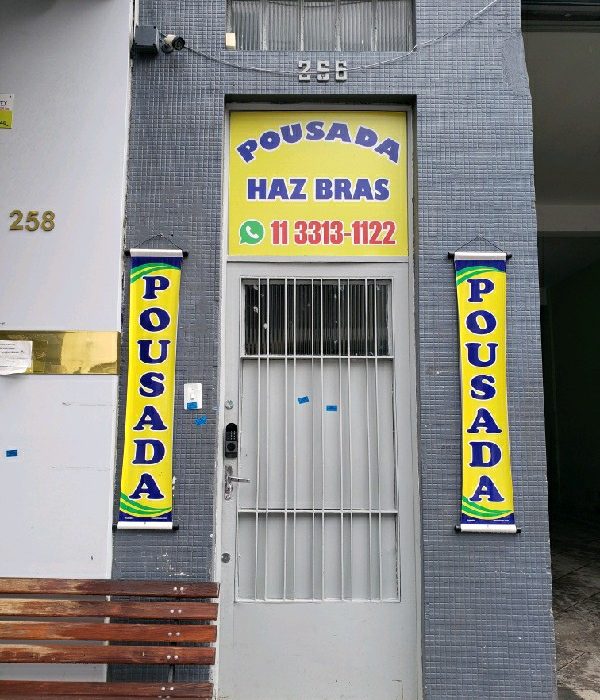 256
POUSADA
HAZ BRAS
11 3313-1122
258
POUSADA
POUSADA